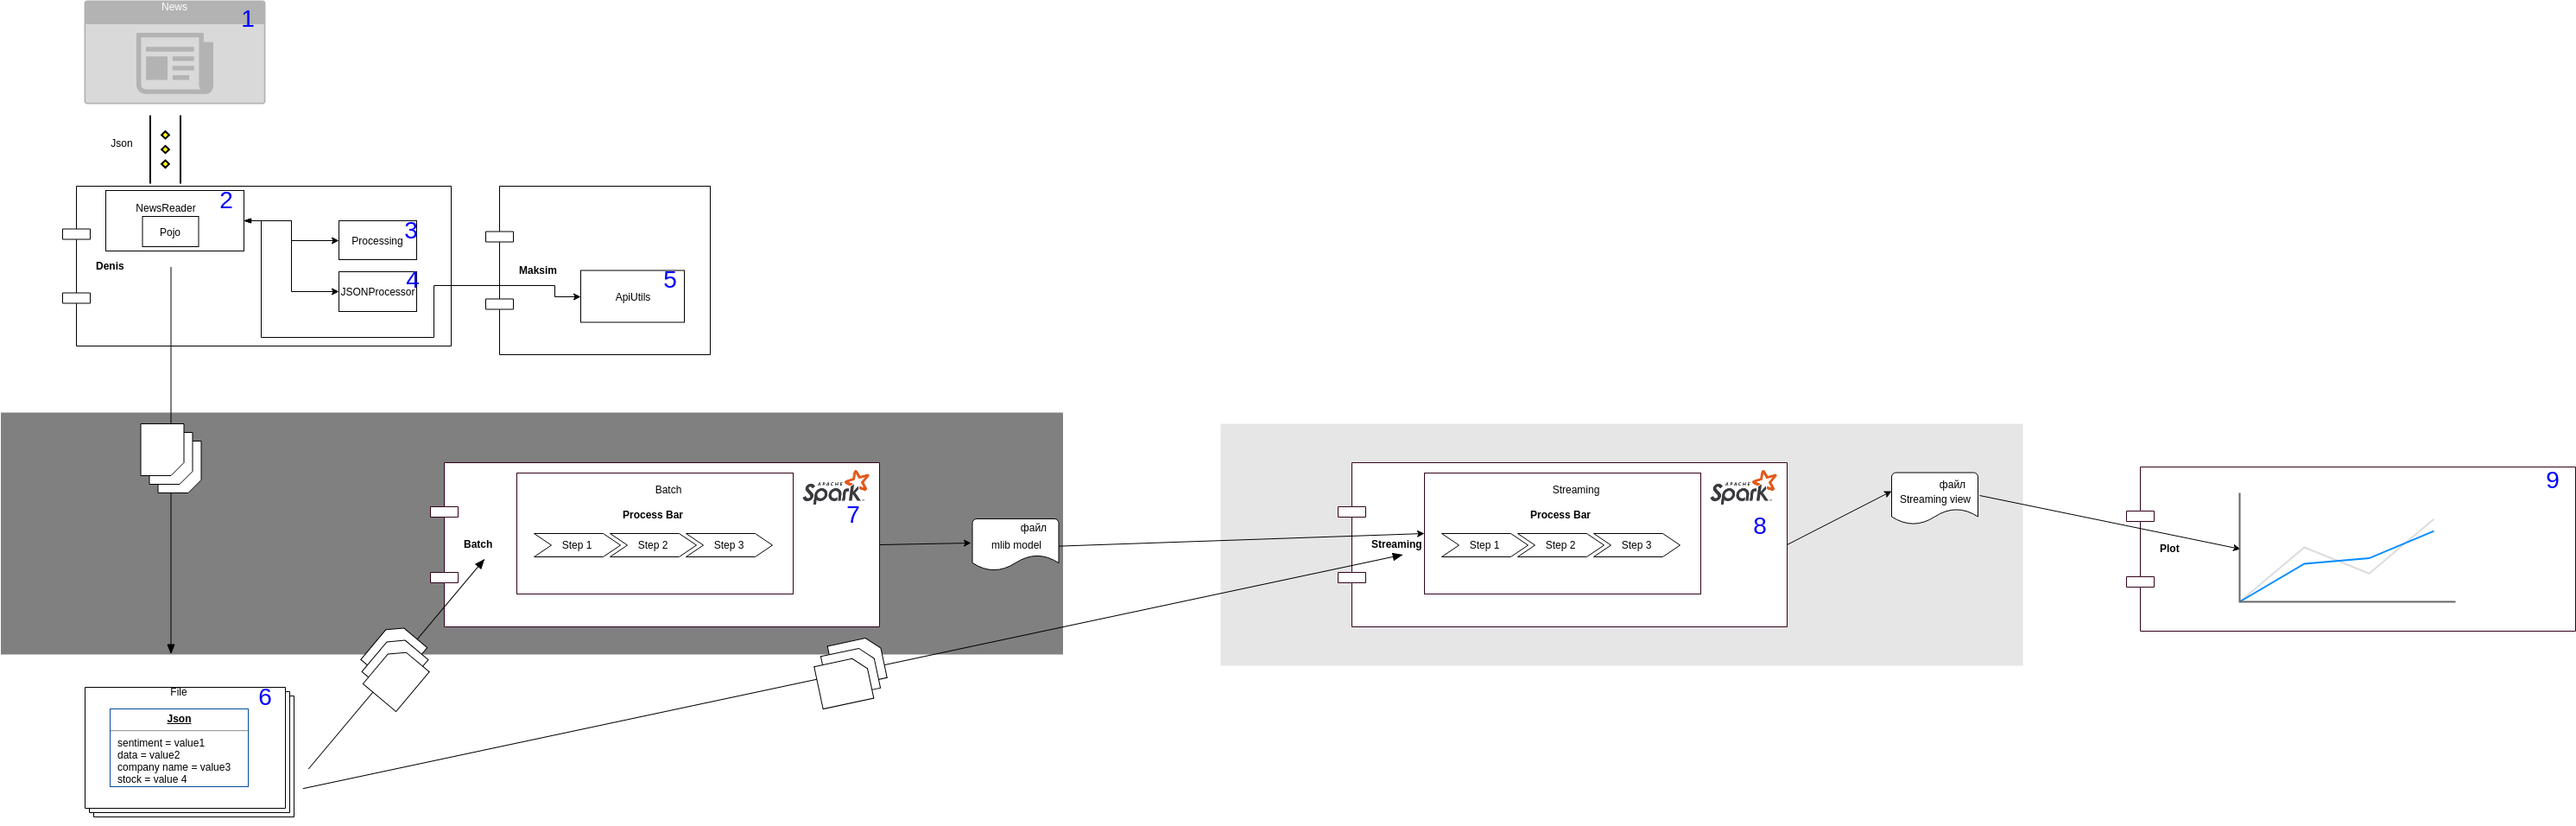 News
1
Json
NewsReader
2
Pojo
Denis
Processing
3
JSONProcessor
4
Maksim
ApiUtils
5
Batch
Process Bar
Batch
Step 1
Step 2
Step 3
APACHE
Spark
7
файл
mlib model
Streaming
Process Bar
Streaming
Step 1
Step 2
Step 3
APACHE
Spark
8
файл
Streaming view
Plot
9
File
6
Json
sentiment = value1
data = value2
company name = value3
stock = value 4